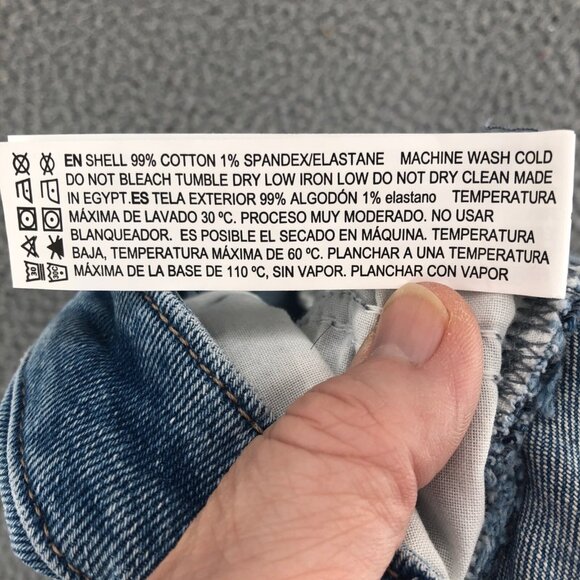 EN SHELL 99% COTTON 1% SPANDEX/ELASTANE MACHINE WASH COLD
DO NOT BLEACH TUMBLE DRY LOW IRON LOW DO NOT DRY CLEAN MADE
IN EGYPT.ES TELA EXTERIOR 99% ALGODÓN 1% elastano TEMPERATURA
MÁXIMA DE LAVADO 30 ºC. PROCESO MUY MODERADO. NO USAR
BLANQUEADOR. ES POSIBLE EL SECADO EN MÁQUINA. TEMPERATURA
BAJA, TEMPERATURA MÁXIMA DE 60 ºC. PLANCHAR A UNA TEMPERATURA
MÁXIMA DE LA BASE DE 110 ºC, SIN VAPOR. PLANCHAR CON VAPOR